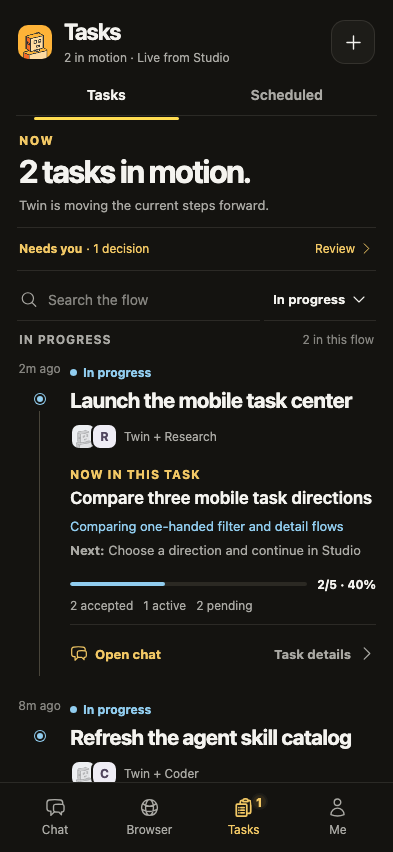 Tasks
2 in motion · Live from Studio
Tasks
Scheduled
NOW
2 tasks in motion.
Twin is moving the current steps forward.
Needs you · 1 decision
Review
Search the flow
In progress
IN PROGRESS
2 in this flow
2m ago
In progress
Launch the mobile task center
R
Twin + Research
NOW IN THIS TASK
Compare three mobile task directions
Comparing one-handed filter and detail flows
Next: Choose a direction and continue in Studio
2/5 · 40%
2 accepted 1 active 2 pending
Open chat
Task details
8m ago
In progress
Refresh the agent skill catalog
C
Twin + Coder
1
Chat
Browser
Tasks
Me